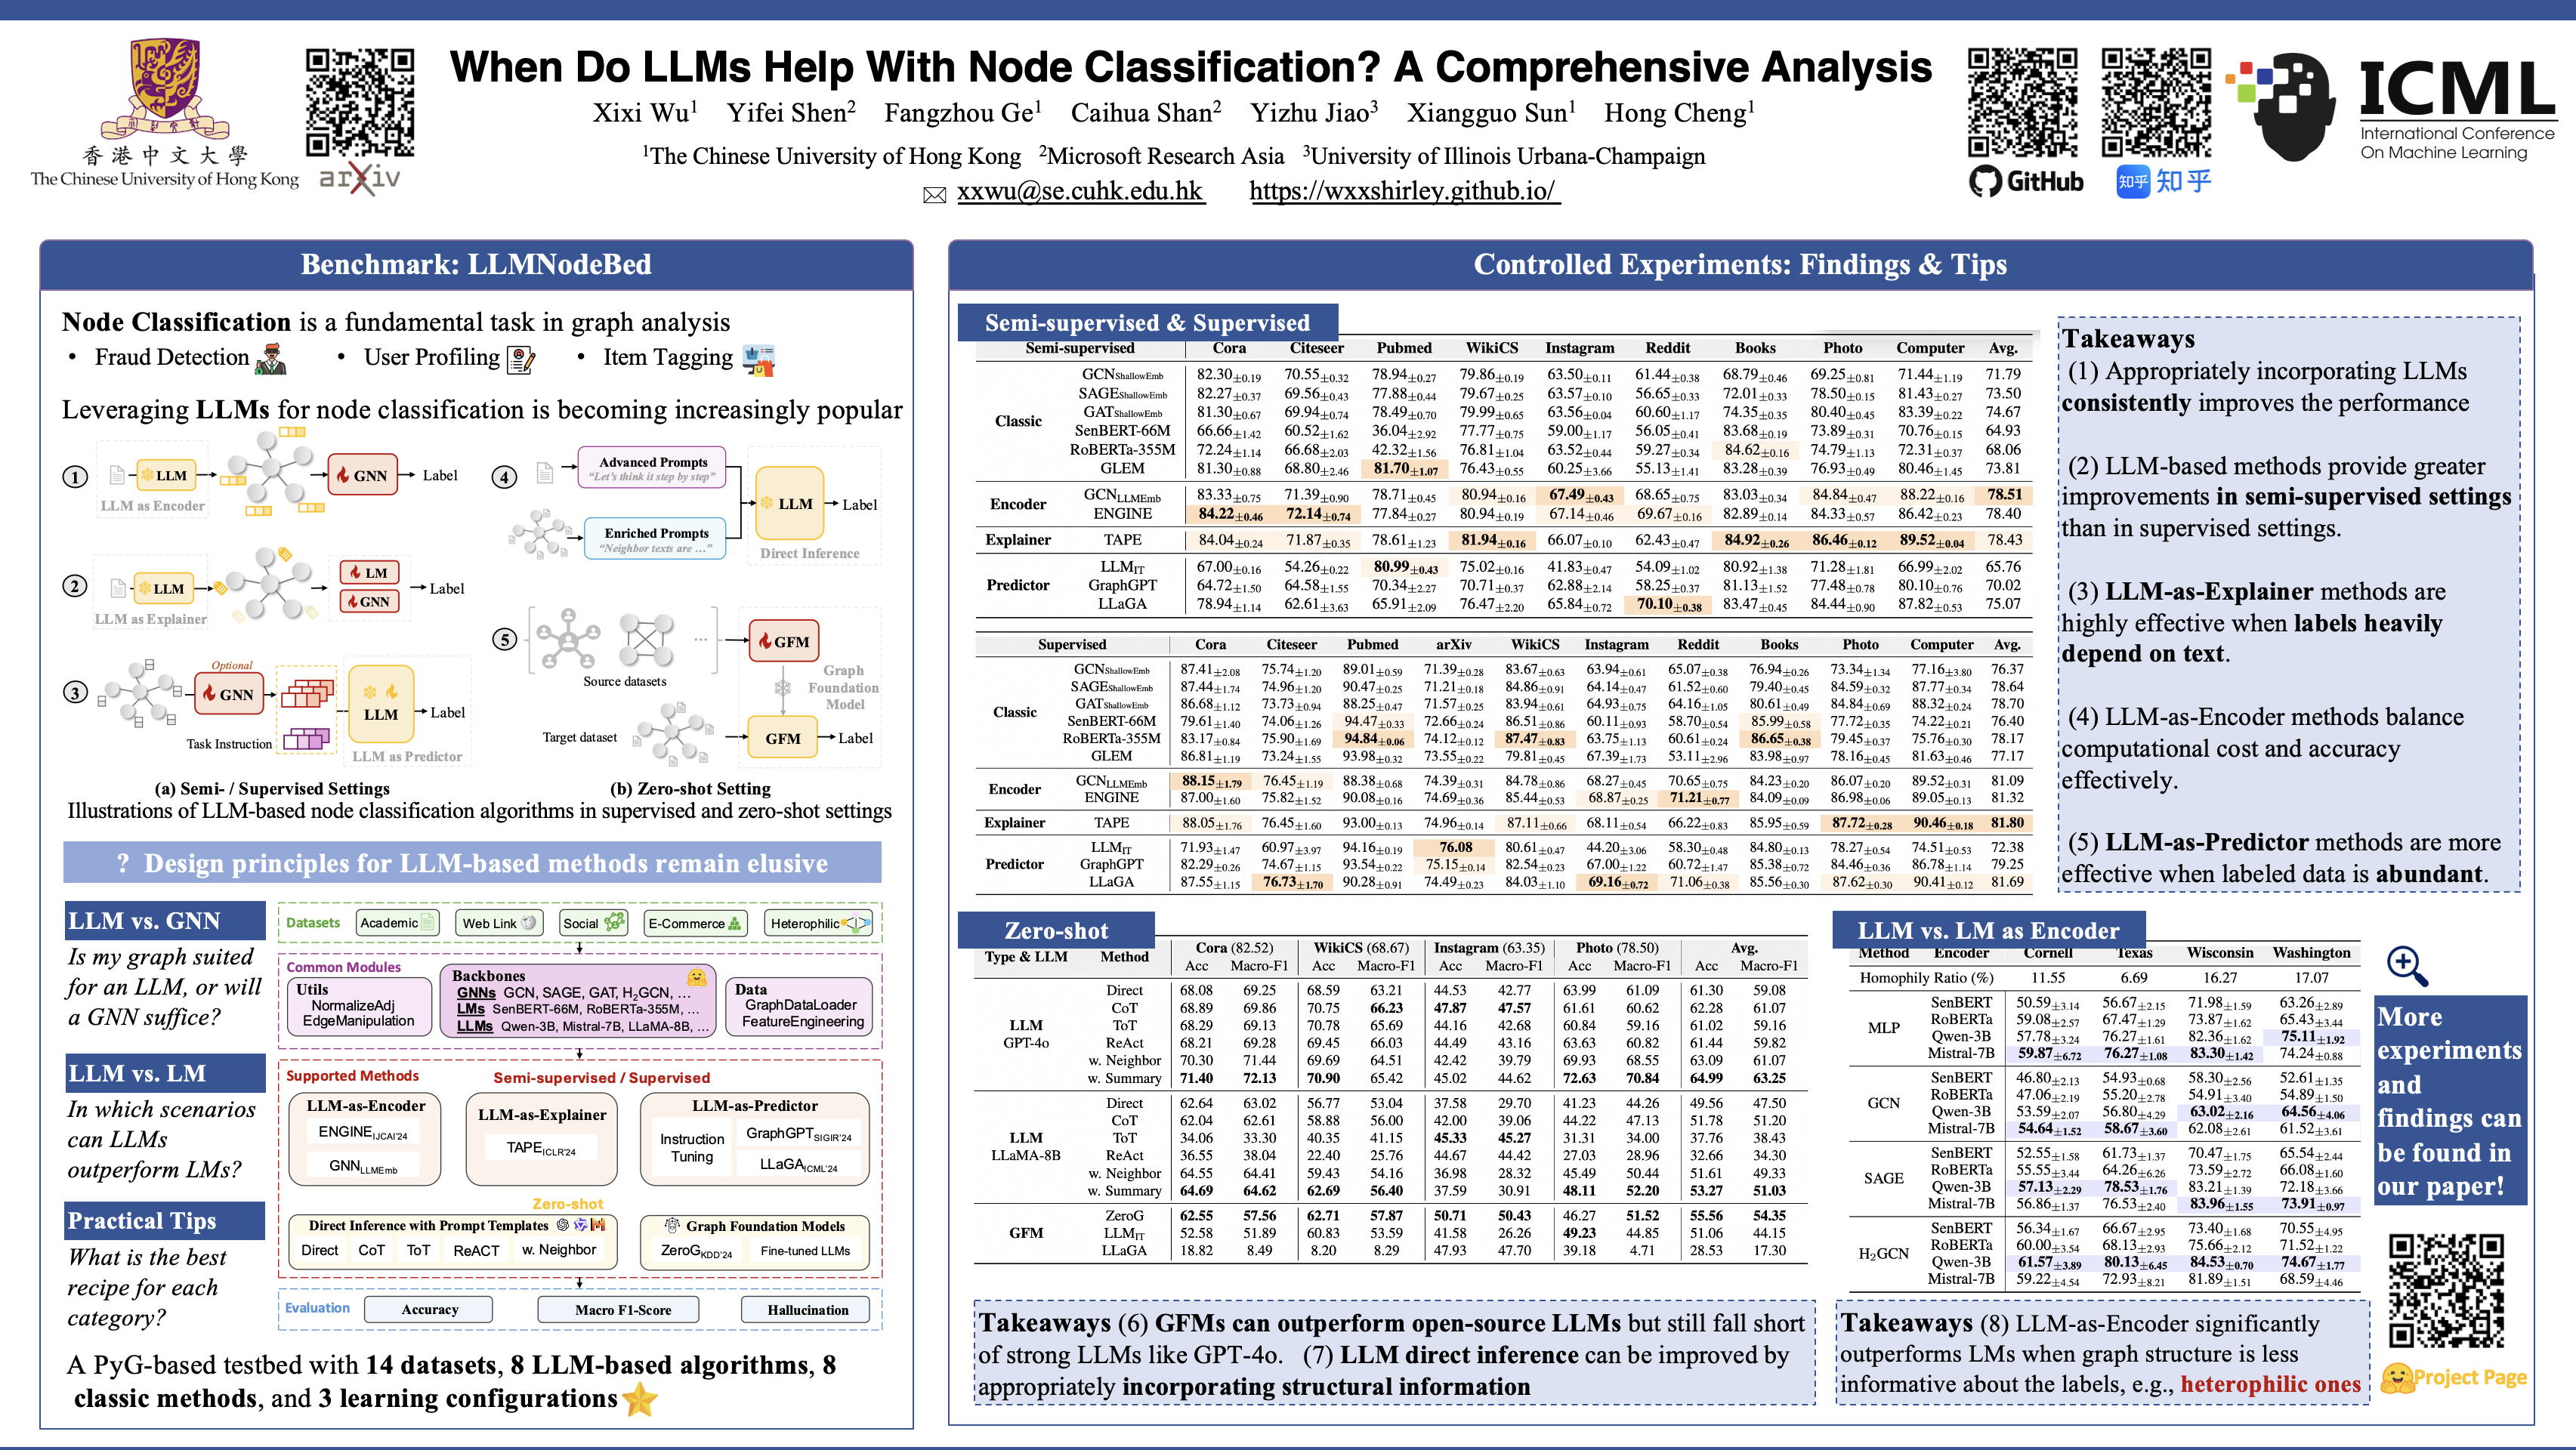 When Do LLMs Help With Node Classification? A Comprehensive Analysis
Xixi Wu1 Yifei Shen2 Fangzhou Ge1 Caihua Shan2 Yizhu Jiao3 Xiangguo Sun1 Hong Cheng1
1The Chinese University of Hong Kong 2Microsoft Research Asia 3University of Illinois Urbana-Champaign
xxwu@se.cuhk.edu.hk https://wxxshirley.github.io/
香港中文大學
The Chinese University of Hong Kong
arXiv
GitHub
知乎 知乎
ICML
International Conference
On Machine Learning
Benchmark: LLMNodeBed
Node Classification is a fundamental task in graph analysis
• Fraud Detection • User Profiling • Item Tagging
Leveraging LLMs for node classification is becoming increasingly popular
1 LLM GNN Label
LLM as Encoder
2 LLM LM GNN Label
LLM as Explainer
3 Optional GNN LLM Label
Task Instruction
LLM as Predictor
(a) Semi- / Supervised Settings
4 Advanced Prompts
"Let's think it step by step"
LLM Label
Enriched Prompts
"Neighbor texts are ..."
Direct Inference
5 ... GFM
Source datasets
Graph
Foundation
Model
Target dataset GFM Label
(b) Zero-shot Setting
Illustrations of LLM-based node classification algorithms in supervised and zero-shot settings
? Design principles for LLM-based methods remain elusive
LLM vs. GNN
Is my graph suited
for an LLM, or will
a GNN suffice?
LLM vs. LM
In which scenarios
can LLMs
outperform LMs?
Practical Tips
What is the best
recipe for each
category?
Datasets Academic Web Link Social E-Commerce Heterophilic
Common Modules
Utils
NormalizeAdj
EdgeManipulation
Backbones
GNNs GCN, SAGE, GAT, H2GCN, ...
LMs SenBERT-66M, RoBERTa-355M, ...
LLMs Qwen-3B, Mistral-7B, LLaMA-8B, ...
Data
GraphDataLoader
FeatureEngineering
Supported Methods Semi-supervised / Supervised
LLM-as-Encoder
ENGINE IJCAI'24
GNN LLMEmb
LLM-as-Explainer
TAPE ICLR'24
LLM-as-Predictor
Instruction
Tuning
GraphGPT SIGIR'24
LLaGA ICML'24
Zero-shot
Direct Inference with Prompt Templates
Direct CoT ToT ReACT w. Neighbor
Graph Foundation Models
ZeroG KDD'24 Fine-tuned LLMs
Evaluation Accuracy Macro F1-Score Hallucination
A PyG-based testbed with 14 datasets, 8 LLM-based algorithms, 8
classic methods, and 3 learning configurations
Controlled Experiments: Findings & Tips
Semi-supervised & Supervised
Semi-supervised Cora Citeseer Pubmed WikiCS Instagram Reddit Books Photo Computer Avg.
Classic
GCN ShallowEmb 82.30±0.19 70.55±0.32 78.94±0.27 79.86±0.19 63.50±0.11 61.44±0.38 68.79±0.46 69.25±0.81 71.44±1.19 71.79
SAGE ShallowEmb 82.27±0.37 69.56±0.43 77.88±0.44 79.67±0.25 63.57±0.10 56.65±0.33 72.01±0.33 78.50±0.15 81.43±0.27 73.50
GAT ShallowEmb 81.30±0.67 69.94±0.74 78.49±0.70 79.99±0.65 63.56±0.04 60.60±1.17 74.35±0.35 80.40±0.45 83.39±0.22 74.67
SenBERT-66M 66.66±1.42 60.52±1.62 36.04±2.92 77.77±0.75 59.00±1.17 56.05±0.41 83.68±0.19 73.89±0.31 70.76±0.15 64.93
RoBERTa-355M 72.24±1.14 66.68±2.03 42.32±1.56 76.81±1.04 63.52±0.44 59.27±0.34 84.62±0.16 74.79±1.13 72.31±0.37 68.06
GLEM 81.30±0.88 68.80±2.46 81.70±1.07 76.43±0.55 60.25±3.66 55.13±1.41 83.28±0.39 76.93±0.49 80.46±1.45 73.81
Encoder
GCN LLMEmb 83.33±0.75 71.39±0.90 78.71±0.45 80.94±0.16 67.49±0.43 68.65±0.75 83.03±0.34 84.84±0.47 88.22±0.16 78.51
ENGINE 84.22±0.46 72.14±0.74 77.84±0.27 80.94±0.19 67.14±0.46 69.67±0.16 82.89±0.14 84.33±0.57 86.42±0.23 78.40
Explainer TAPE 84.04±0.24 71.87±0.35 78.61±1.23 81.94±0.16 66.07±0.10 62.43±0.47 84.92±0.26 86.46±0.12 89.52±0.04 78.43
Predictor
LLM IT 67.00±0.16 54.26±0.22 80.99±0.43 75.02±0.16 41.83±0.47 54.09±1.02 80.92±1.38 71.28±1.81 66.99±2.02 65.76
GraphGPT 64.72±1.50 64.58±1.55 70.34±2.27 70.71±0.37 62.88±2.14 58.25±0.37 81.13±1.52 77.48±0.78 80.10±0.76 70.02
LLaGA 78.94±1.14 62.61±3.63 65.91±2.09 76.47±2.20 65.84±0.72 70.10±0.38 83.47±0.45 84.44±0.90 87.82±0.53 75.07
Supervised Cora Citeseer Pubmed arXiv WikiCS Instagram Reddit Books Photo Computer Avg.
Classic
GCN ShallowEmb 87.41±2.08 75.74±1.20 89.01±0.59 71.39±0.28 83.67±0.63 63.94±0.61 65.07±0.38 76.94±0.26 73.34±1.34 77.16±3.80 76.37
SAGE ShallowEmb 87.44±1.74 74.96±1.20 90.47±0.25 71.21±0.18 84.86±0.91 64.14±0.47 61.52±0.60 79.40±0.45 84.59±0.32 87.77±0.34 78.64
GAT ShallowEmb 86.68±1.12 73.73±0.94 88.25±0.47 71.57±0.25 83.94±0.61 64.93±0.75 64.16±1.05 80.61±0.49 84.84±0.69 88.32±0.24 78.70
SenBERT-66M 79.61±1.40 74.06±1.26 94.47±0.33 72.66±0.24 86.51±0.86 60.11±0.93 58.70±0.54 85.99±0.58 77.72±0.35 74.22±0.21 76.40
RoBERTa-355M 83.17±0.84 75.90±1.69 94.84±0.06 74.12±0.12 87.47±0.83 63.75±1.13 60.61±0.24 86.65±0.38 79.45±0.37 75.76±0.30 78.17
GLEM 86.81±1.19 73.24±1.55 93.98±0.32 73.55±0.22 79.81±0.45 67.39±1.73 53.11±2.96 83.98±0.97 78.16±0.45 81.63±0.46 77.17
Encoder
GCN LLMEmb 88.15±1.79 76.45±1.19 88.38±0.68 74.39±0.31 84.78±0.86 68.27±0.45 70.65±0.75 84.23±0.20 86.07±0.20 89.52±0.31 81.09
ENGINE 87.00±1.60 75.82±1.52 90.08±0.16 74.69±0.36 85.44±0.53 68.87±0.25 71.21±0.77 84.09±0.09 86.98±0.06 89.05±0.13 81.32
Explainer TAPE 88.05±1.76 76.45±1.60 93.00±0.13 74.96±0.14 87.11±0.66 68.11±0.54 66.22±0.83 85.95±0.59 87.72±0.28 90.46±0.18 81.80
Predictor
LLM IT 71.93±1.47 60.97±3.97 94.16±0.19 76.08 80.61±0.47 44.20±3.06 58.30±0.48 84.80±0.13 78.27±0.54 74.51±0.53 72.38
GraphGPT 82.29±0.26 74.67±1.15 93.54±0.22 75.15±0.14 82.54±0.23 67.00±1.22 60.72±1.47 85.38±0.72 84.46±0.36 86.78±1.14 79.25
LLaGA 87.55±1.15 76.73±1.70 90.28±0.91 74.49±0.23 84.03±1.10 69.16±0.72 71.06±0.38 85.56±0.30 87.62±0.30 90.41±0.12 81.69
Takeaways
(1) Appropriately incorporating LLMs
consistently improves the performance
(2) LLM-based methods provide greater
improvements in semi-supervised settings
than in supervised settings.
(3) LLM-as-Explainer methods are
highly effective when labels heavily
depend on text.
(4) LLM-as-Encoder methods balance
computational cost and accuracy
effectively.
(5) LLM-as-Predictor methods are more
effective when labeled data is abundant.
Zero-shot
Type & LLM Method Cora (82.52) WikiCS (68.67) Instagram (63.35) Photo (78.50) Avg.
Acc Macro-F1 Acc Macro-F1 Acc Macro-F1 Acc Macro-F1 Acc Macro-F1
LLM
GPT-4o
Direct 68.08 69.25 68.59 63.21 44.53 42.77 63.99 61.09 61.30 59.08
CoT 68.89 69.86 70.75 66.23 47.87 47.57 61.61 60.62 62.28 61.07
ToT 68.29 69.13 70.78 65.69 44.16 42.68 60.84 59.16 61.02 59.16
ReAct 68.21 69.28 69.45 66.03 44.49 43.16 63.63 60.82 61.44 59.82
w. Neighbor 70.30 71.44 69.69 64.51 42.42 39.79 69.93 68.55 63.09 61.07
w. Summary 71.40 72.13 70.90 65.42 45.02 44.62 72.63 70.84 64.99 63.25
LLM
LLaMA-8B
Direct 62.64 63.02 56.77 53.04 37.58 29.70 41.23 44.26 49.56 47.50
CoT 62.04 62.61 58.88 56.00 42.00 39.06 44.22 47.13 51.78 51.20
ToT 34.06 33.30 40.35 41.15 45.33 45.27 31.31 34.00 37.76 38.43
ReAct 36.55 38.04 22.40 25.76 44.67 44.42 27.03 28.96 32.66 34.30
w. Neighbor 64.55 64.41 59.43 54.16 36.98 28.32 45.49 50.44 51.61 49.33
w. Summary 64.69 64.62 62.69 56.40 37.59 30.91 48.11 52.20 53.27 51.03
GFM
ZeroG 62.55 57.56 62.71 57.87 50.71 50.43 46.27 51.52 55.56 54.35
LLM IT 52.58 51.89 60.83 53.59 41.58 26.26 49.23 44.85 51.06 44.15
LLaGA 18.82 8.49 8.20 8.29 47.93 47.70 39.18 4.71 28.53 17.30
Takeaways (6) GFMs can outperform open-source LLMs but still fall short
of strong LLMs like GPT-4o. (7) LLM direct inference can be improved by
appropriately incorporating structural information
LLM vs. LM as Encoder
Method Encoder Cornell Texas Wisconsin Washington
Homophily Ratio (%) 11.55 6.69 16.27 17.07
MLP
SenBERT 50.59±3.14 56.67±2.15 71.98±1.59 63.26±2.89
RoBERTa 59.08±2.57 67.47±1.29 73.87±1.62 65.43±3.44
Qwen-3B 57.78±3.24 76.27±1.61 82.36±1.62 75.11±1.92
Mistral-7B 59.87±6.72 76.27±1.08 83.30±1.42 74.24±0.88
GCN
SenBERT 46.80±2.13 54.93±0.68 58.30±2.56 52.61±1.35
RoBERTa 47.06±2.19 55.20±2.78 54.91±3.40 54.89±1.50
Qwen-3B 53.59±2.07 56.80±4.29 63.02±2.16 64.56±4.06
Mistral-7B 54.64±1.52 58.67±3.60 62.08±2.61 61.52±3.61
SAGE
SenBERT 52.55±1.58 61.73±1.37 70.47±1.75 65.54±2.44
RoBERTa 55.55±3.44 64.26±6.26 73.59±2.72 66.08±1.60
Qwen-3B 57.13±2.29 78.53±1.76 83.21±1.39 72.18±3.66
Mistral-7B 56.86±1.37 76.53±2.40 83.96±1.55 73.91±0.97
H2GCN
SenBERT 56.34±1.67 66.67±2.95 73.40±1.68 70.55±4.95
RoBERTa 60.00±3.54 68.13±2.93 75.66±2.12 71.52±1.22
Qwen-3B 61.57±3.89 80.13±6.45 84.53±0.70 74.67±1.77
Mistral-7B 59.22±4.54 72.93±8.21 81.89±1.51 68.59±4.46
Takeaways (8) LLM-as-Encoder significantly
outperforms LMs when graph structure is less
informative about the labels, e.g., heterophilic ones
More
experiments
and
findings can
be found in
our paper!
Project Page